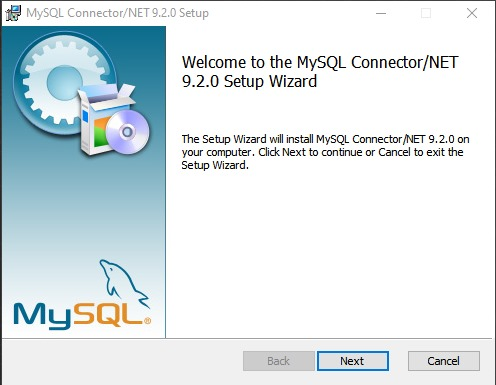 MySQL Connector/NET 9.2.0 Setup
Welcome to the MySQL Connector/NET
9.2.0 Setup Wizard
The Setup Wizard will install MySQL Connector/NET 9.2.0 on
your computer. Click Next to continue or Cancel to exit the
Setup Wizard.
MySQL®
Back
Next
Cancel